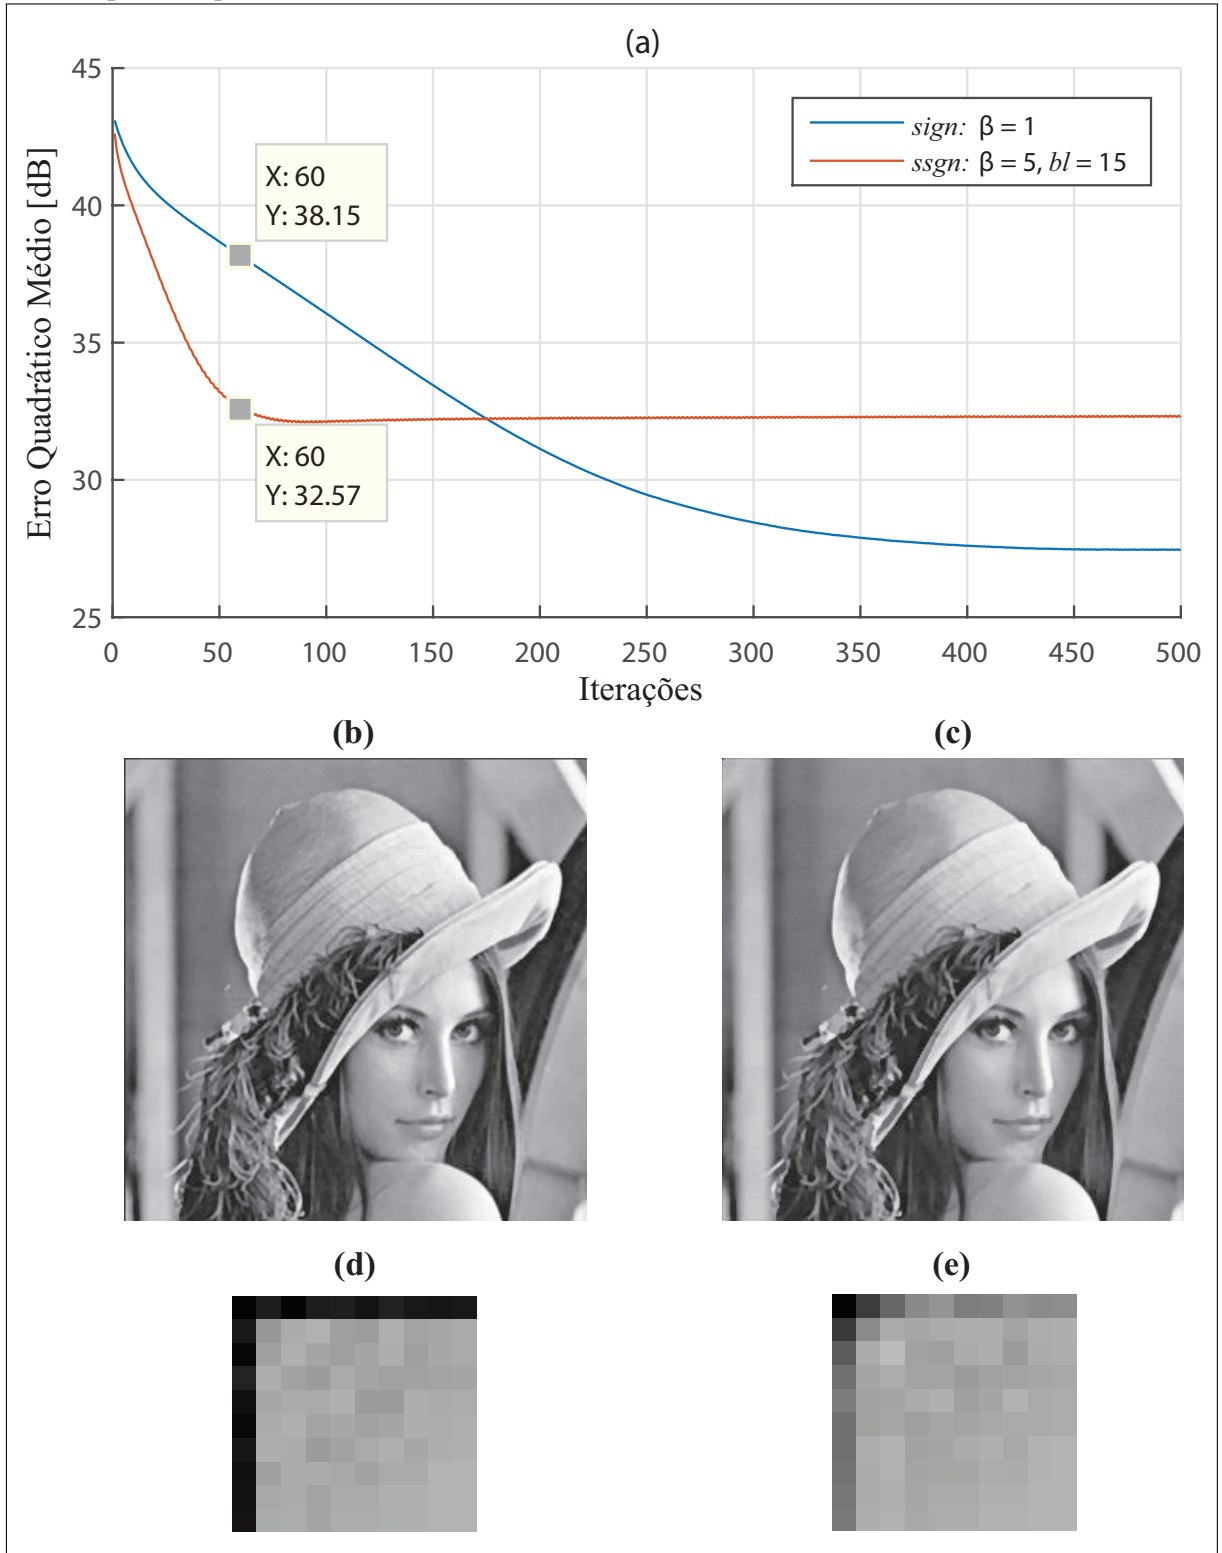 (a)
45
40
35
30
25
Erro Quadrático Médio [dB]
sign: β = 1
ssgn: β = 5, bl = 15
X: 60
Y: 38.15
X: 60
Y: 32.57
0 50 100 150 200 250 300 350 400 450 500
Iterações
(b)
(c)
(d)
(e)